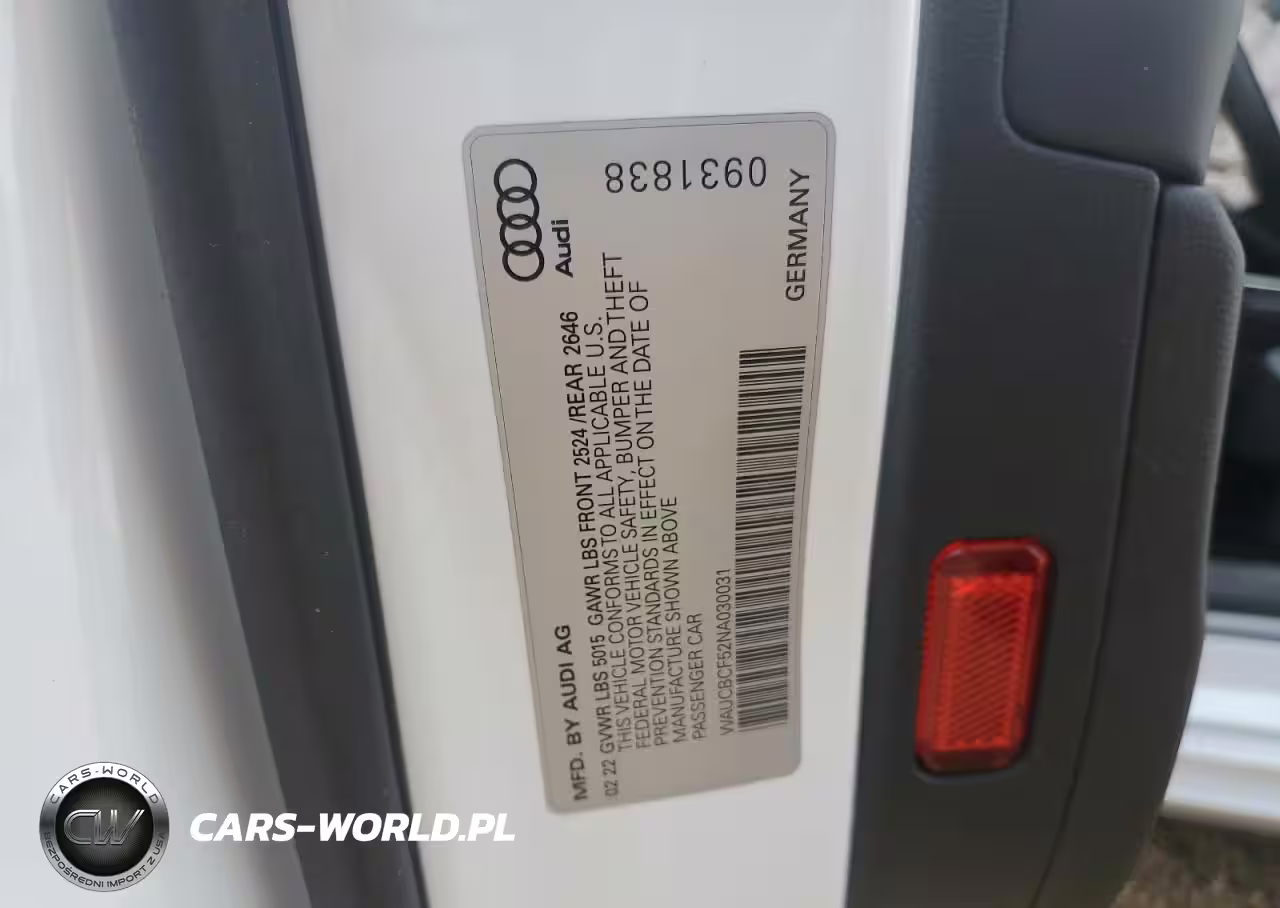 Audi
0931838
MFD. BY AUDI AG
02 22 GVWR LBS 5015 GAWR LBS FRONT 2524 /REAR 2646
THIS VEHICLE CONFORMS TO ALL APPLICABLE U.S.
FEDERAL MOTOR VEHICLE SAFETY, BUMPER AND THEFT
PREVENTION STANDARDS IN EFFECT ON THE DATE OF
MANUFACTURE SHOWN ABOVE
PASSENGER CAR
WAUCBCF52NA030031
GERMANY
CARS-WORLD
CW
BEZPOŚREDNI IMPORT Z USA
CARS-WORLD.PL